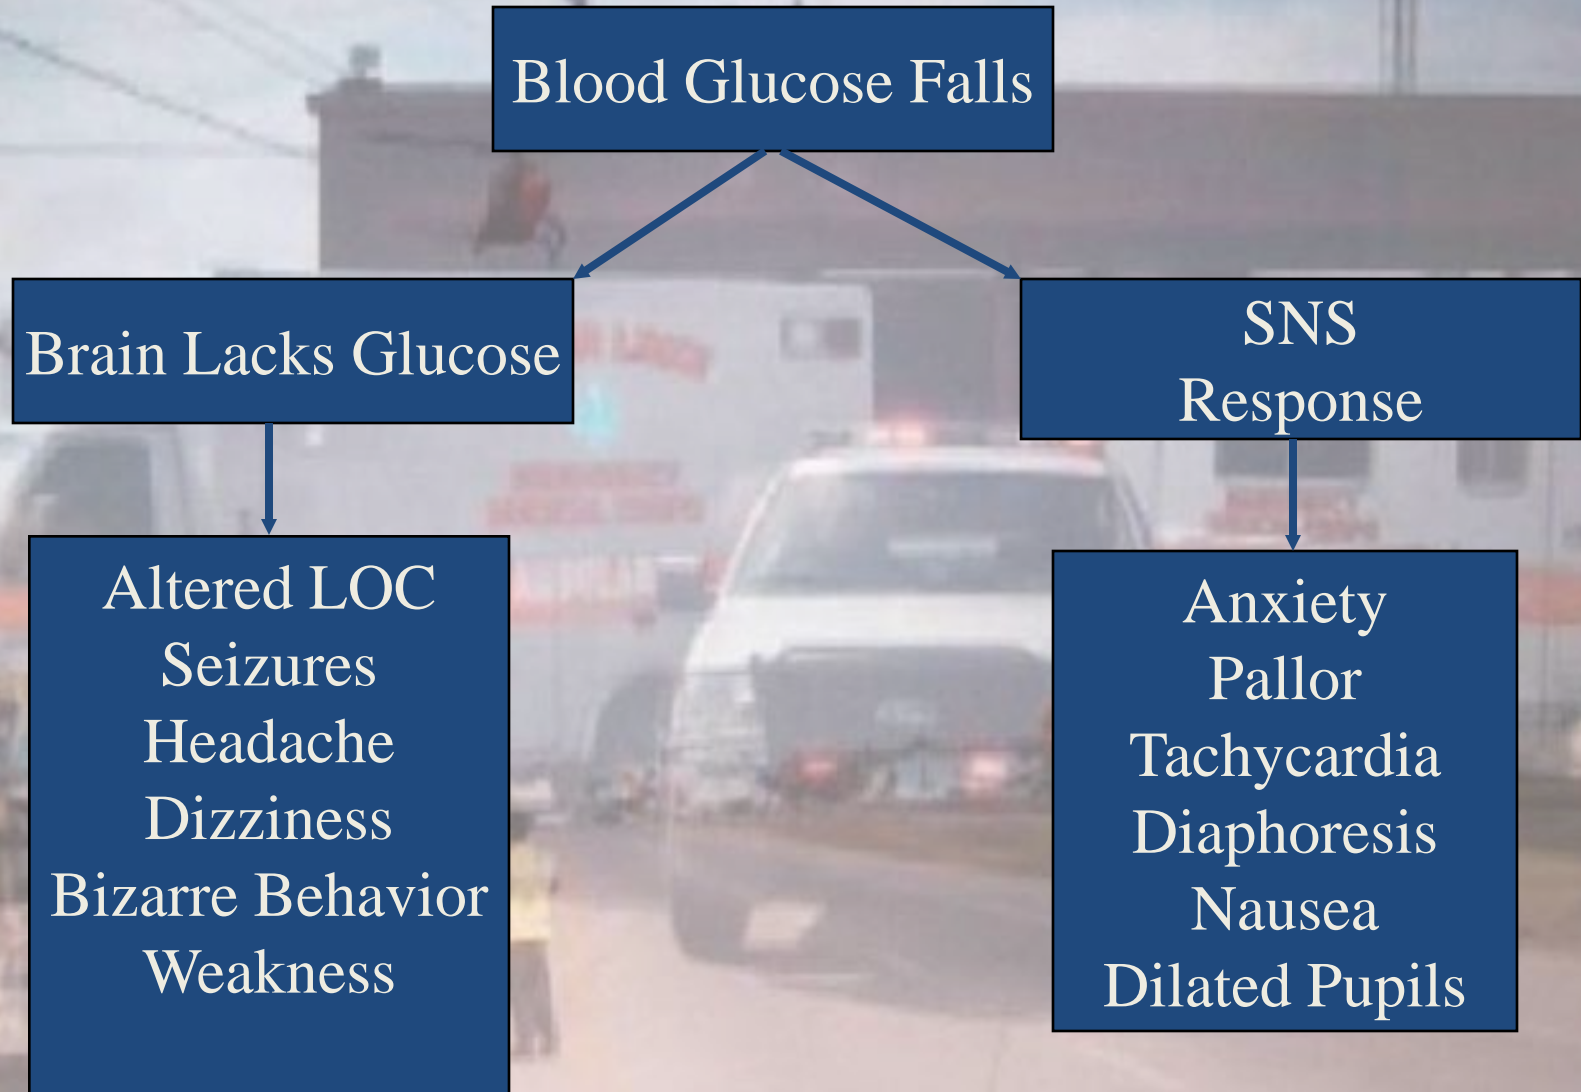 Blood Glucose Falls
Brain Lacks Glucose
SNS
Response
Altered LOC
Seizures
Headache
Dizziness
Bizarre Behavior
Weakness
Anxiety
Pallor
Tachycardia
Diaphoresis
Nausea
Dilated Pupils